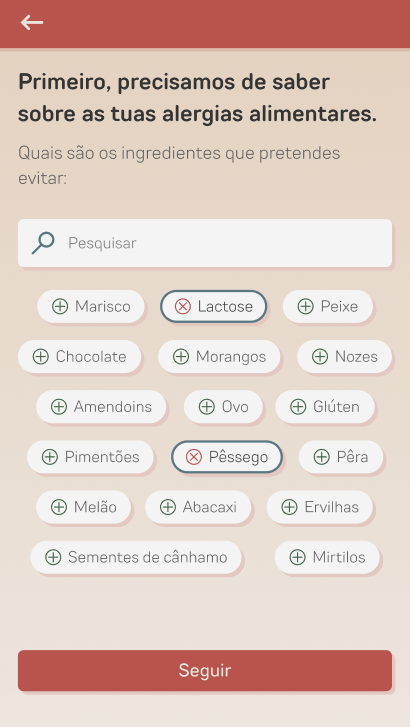 Primeiro, precisamos de saber
sobre as tuas alergias alimentares.
Quais são os ingredientes que pretendes
evitar:
Pesquisar
Marisco Lactose Peixe
Chocolate Morangos Nozes
Amendoins Ovo Glúten
Pimentões Pêssego Pêra
Melão Abacaxi Ervilhas
Sementes de cânhamo Mirtilos
Seguir